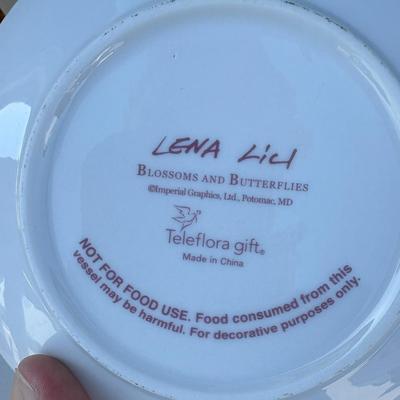 LENA LiCI
BLOSSOMS AND BUTTERFLIES
©Imperial Graphics, Ltd., Potomac, MD
Teleflora gift®
Made in China
NOT FOR FOOD USE. Food consumed from this
vessel may be harmful. For decorative purposes only.